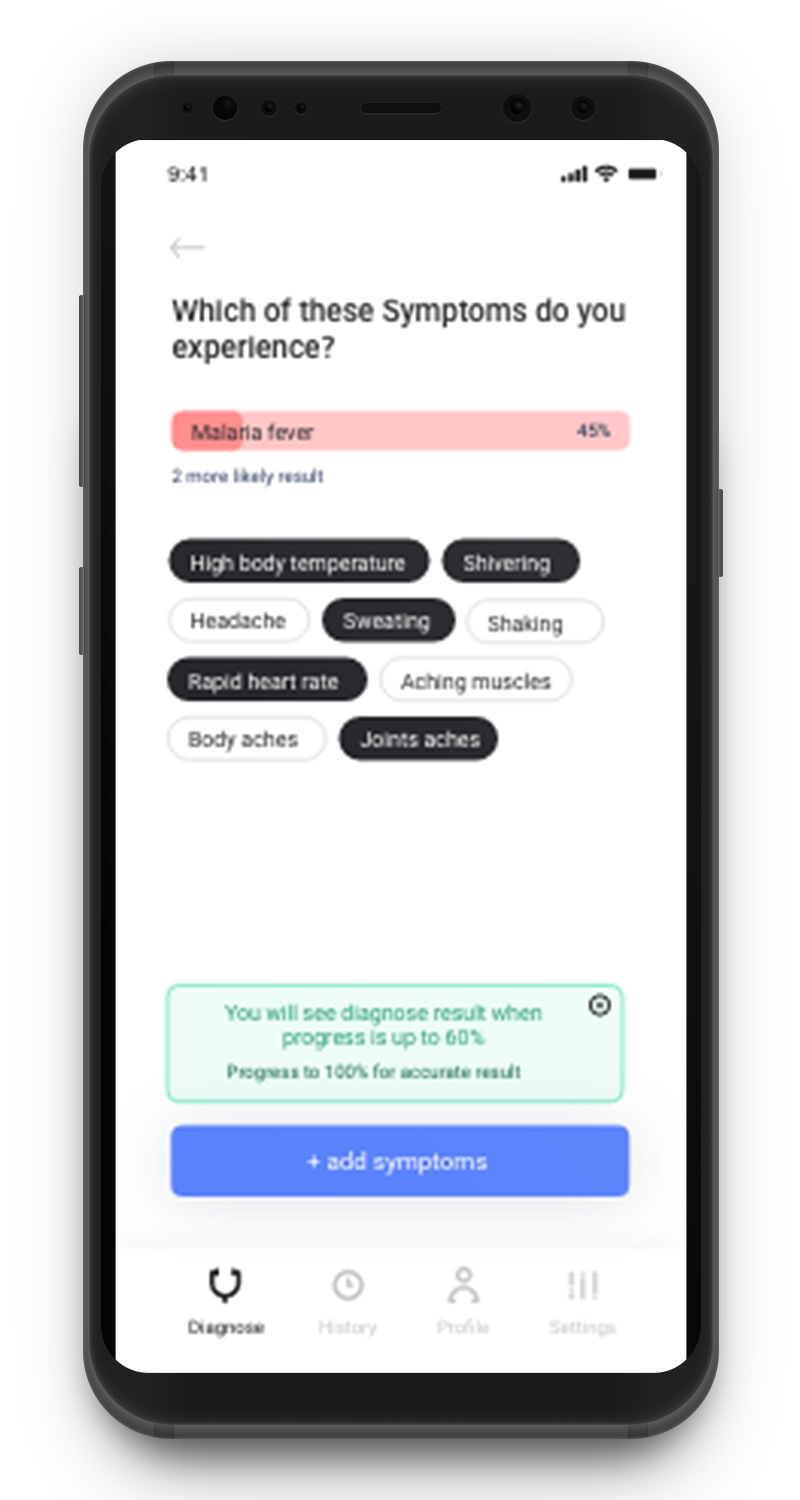 9:41
Which of these Symptoms do you
experience?
Malaria fever 45%
2 more likely result
High body temperature Shivering
Headache Sweating Shaking
Rapid heart rate Aching muscles
Body aches Joints aches
You will see diagnose result when
progress is up to 60%
Progress to 100% for accurate result
+ add symptoms
Diagnose History Profile Settings